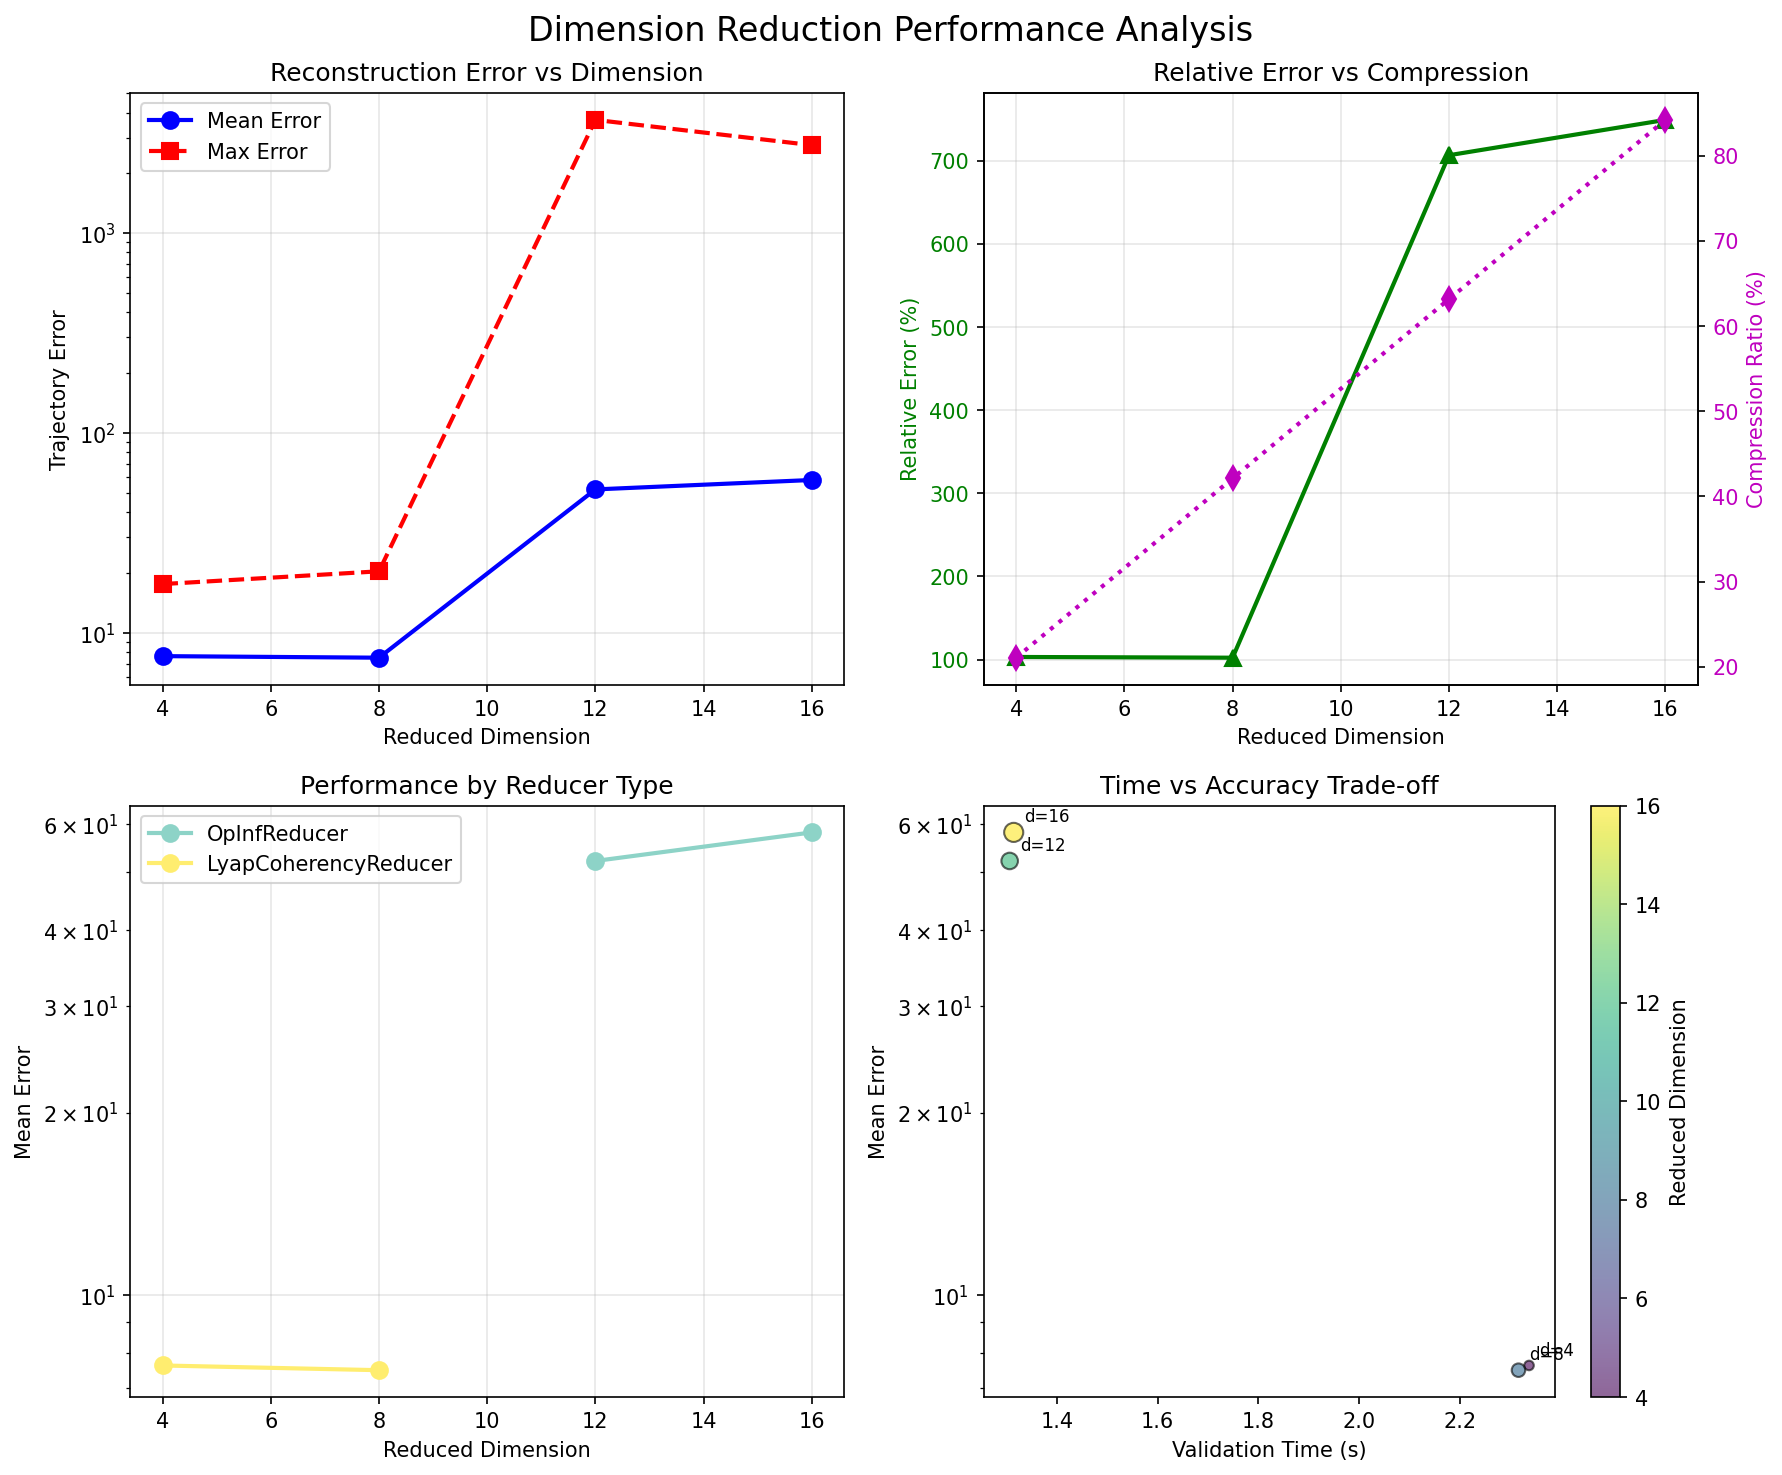 Dimension Reduction Performance Analysis
Reconstruction Error vs Dimension
Mean Error
Max Error
10³
10²
10¹
Trajectory Error
4 6 8 10 12 14 16
Reduced Dimension
Relative Error vs Compression
700
600
500
400
300
200
100
Relative Error (%)
80
70
60
50
40
30
20
Compression Ratio (%)
4 6 8 10 12 14 16
Reduced Dimension
Performance by Reducer Type
OpInfReducer
LyapCoherencyReducer
6 × 10¹
4 × 10¹
3 × 10¹
2 × 10¹
10¹
Mean Error
4 6 8 10 12 14 16
Reduced Dimension
Time vs Accuracy Trade-off
d=16
d=12
d=8
d=4
6 × 10¹
4 × 10¹
3 × 10¹
2 × 10¹
10¹
Mean Error
1.4 1.6 1.8 2.0 2.2
Validation Time (s)
16
14
12
10
8
6
4
Reduced Dimension